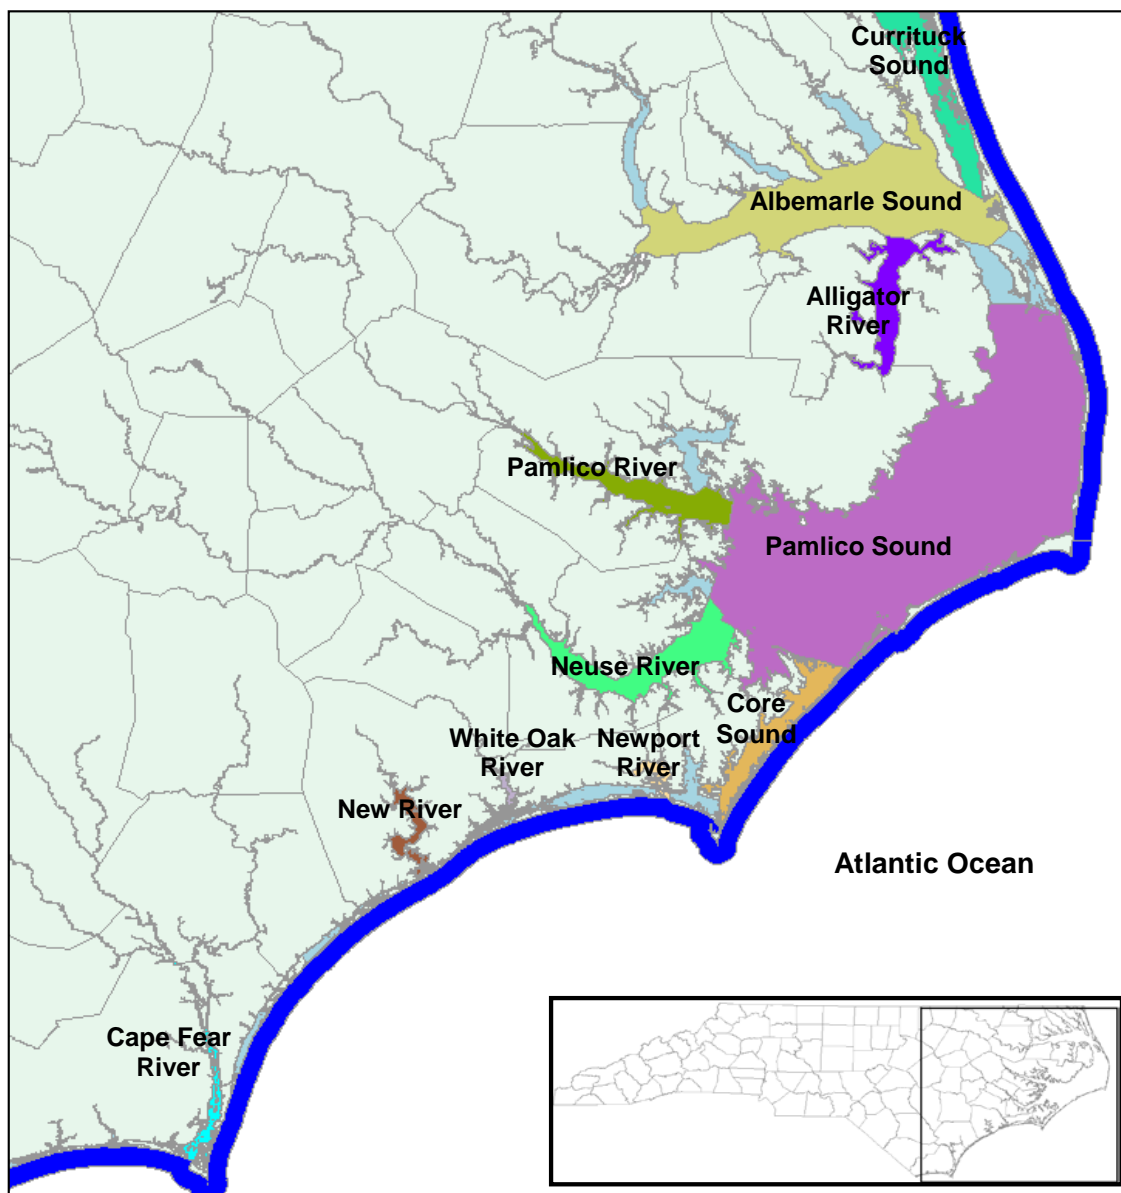 Currituck
Sound
Albemarle Sound
Alligator
River
Pamlico River
Pamlico Sound
Neuse River
Core
Sound
White Oak
River
Newport
River
New River
Atlantic Ocean
Cape Fear
River